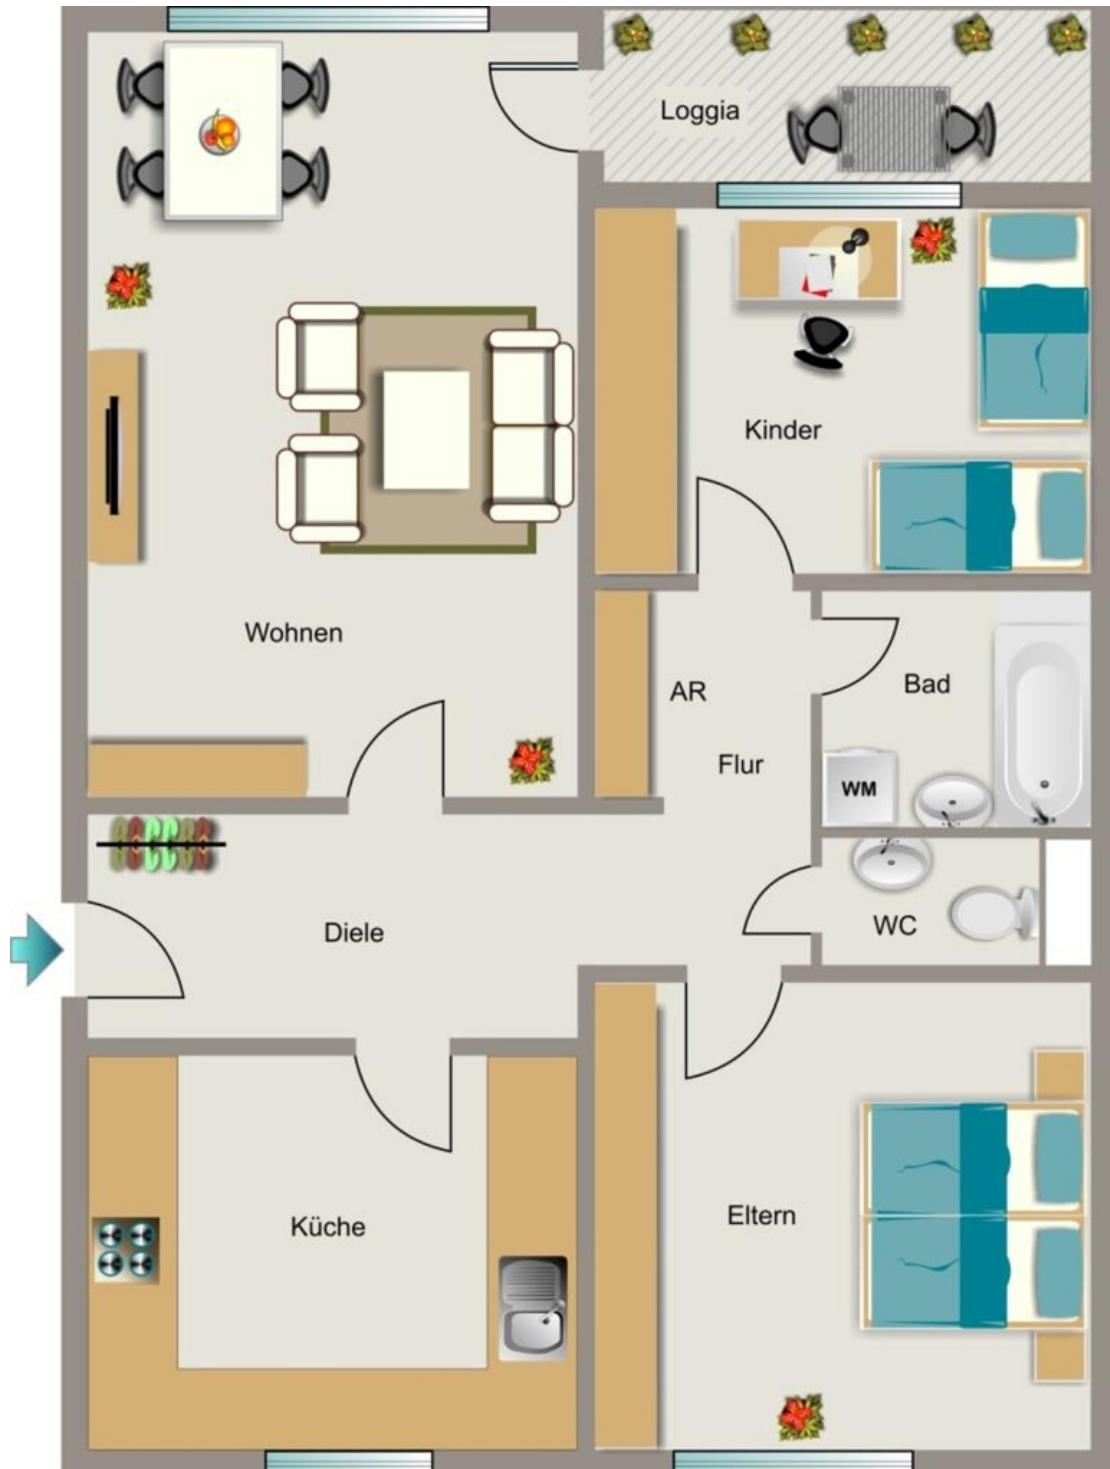 Loggia
Kinder
Wohnen
AR
Bad
Flur
WM
WC
Diele
Eltern
Küche